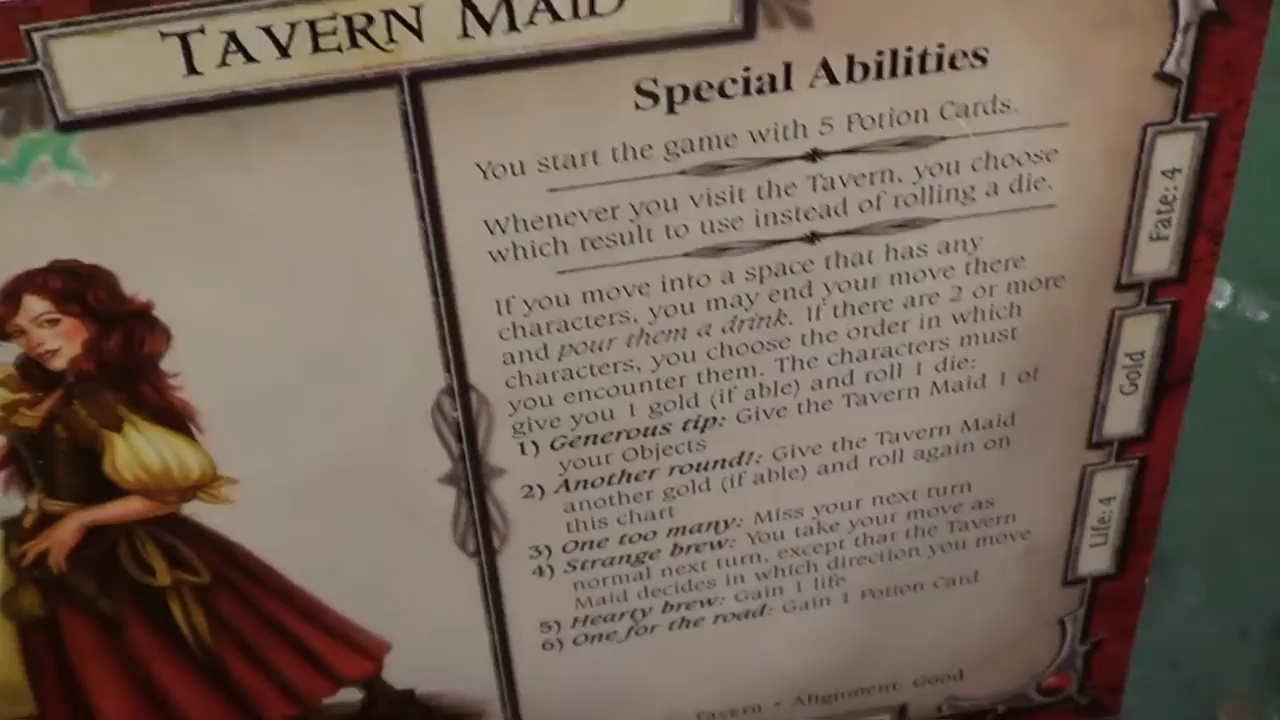 TAVERN MAID
Special Abilities
You start the game with 5 Potion Cards.
Whenever you visit the Tavern, you choose
which result to use instead of rolling a die.
If you move into a space that has any
characters, you may end your move there
and pour them a drink. If there are 2 or more
characters, you choose the order in which
you encounter them. The characters must
give you 1 gold (if able) and roll 1 die:
1) Generous tip: Give the Tavern Maid 1 of
your Objects
2) Another round!: Give the Tavern Maid
another gold (if able) and roll again on
this chart
3) One too many: Miss your next turn
4) Strange brew: You take your move as
normal next turn, except that the Tavern
Maid decides in which direction you move
5) Hearty brew: Gain 1 life
6) One for the road: Gain 1 Potion Card
Tavern • Alignment: Good
Fate: 4
Gold
Life: 4